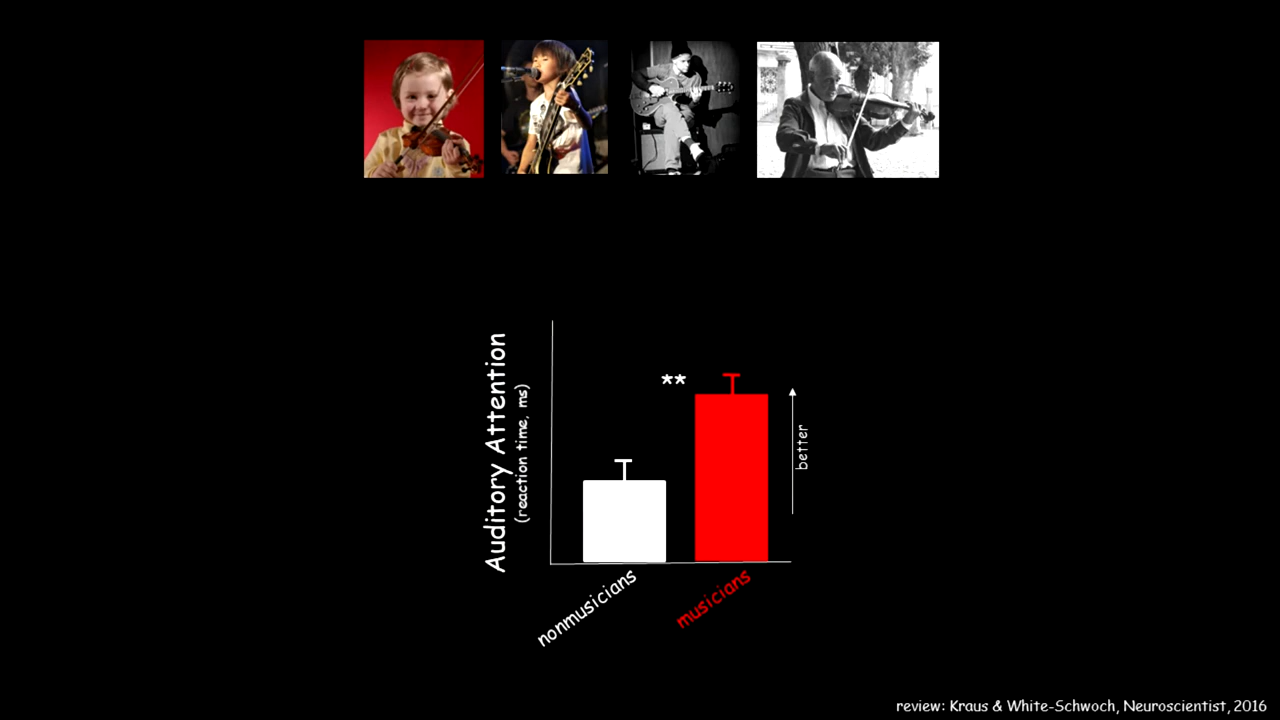 Auditory Attention
(reaction time, ms)
**
better
nonmusicians
musicians
review: Kraus & White-Schwoch, Neuroscientist, 2016